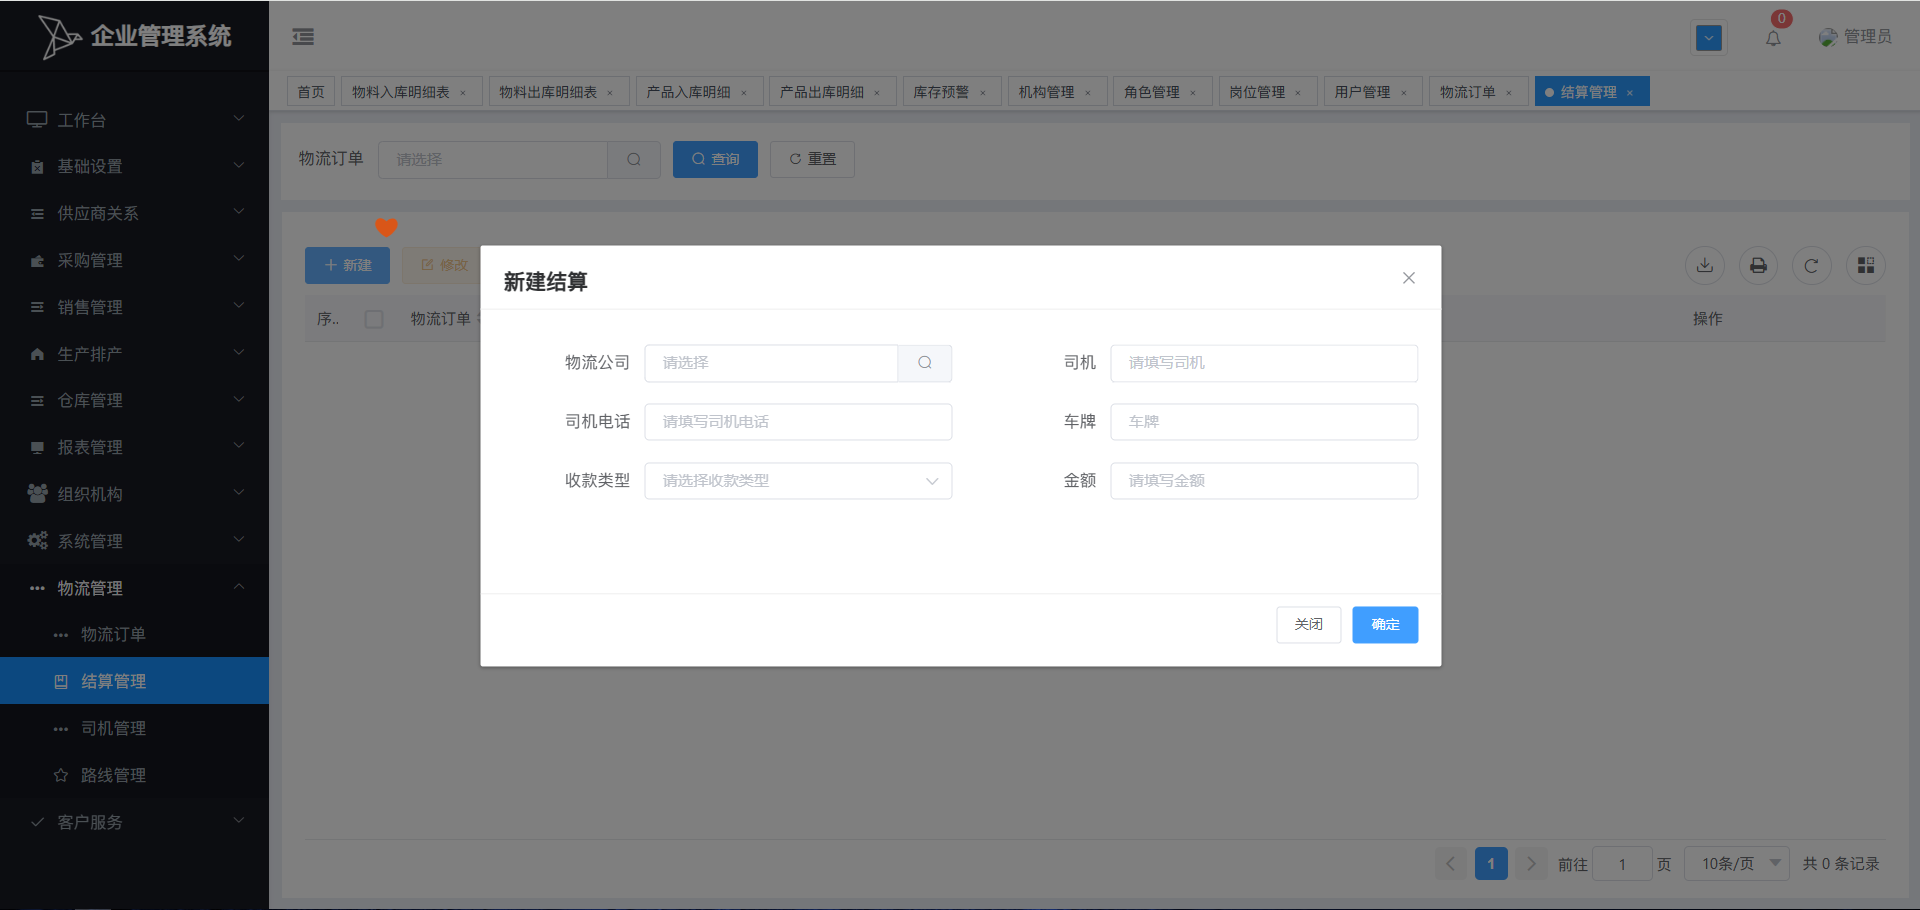 企业管理系统
0
管理员
首页 物料入库明细表 × 物料出库明细表 × 产品入库明细 × 产品出库明细 × 库存预警 × 机构管理 × 角色管理 × 岗位管理 × 用户管理 × 物流订单 × 结算管理 ×
工作台
基础设置
供应商关系
采购管理
销售管理
生产排产
仓库管理
报表管理
组织机构
系统管理
物流管理
物流订单
结算管理
司机管理
路线管理
客户服务
物流订单 请选择 查询 重置
新建 修改
序.. 物流订单 操作
新建结算
物流公司 请选择 司机 请填写司机
司机电话 请填写司机电话 车牌 车牌
收款类型 请选择收款类型 金额 请填写金额
关闭 确定
1 前往 1 页 10条/页 共 0 条记录